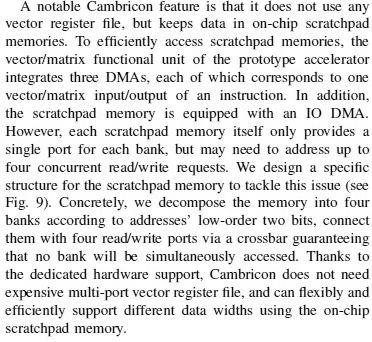 A notable Cambricon feature is that it does not use any
vector register file, but keeps data in on-chip scratchpad
memories. To efficiently access scratchpad memories, the
vector/matrix functional unit of the prototype accelerator
integrates three DMAs, each of which corresponds to one
vector/matrix input/output of an instruction. In addition,
the scratchpad memory is equipped with an IO DMA.
However, each scratchpad memory itself only provides a
single port for each bank, but may need to address up to
four concurrent read/write requests. We design a specific
structure for the scratchpad memory to tackle this issue (see
Fig. 9). Concretely, we decompose the memory into four
banks according to addresses' low-order two bits, connect
them with four read/write ports via a crossbar guaranteeing
that no bank will be simultaneously accessed. Thanks to
the dedicated hardware support, Cambricon does not need
expensive multi-port vector register file, and can flexibly and
efficiently support different data widths using the on-chip
scratchpad memory.